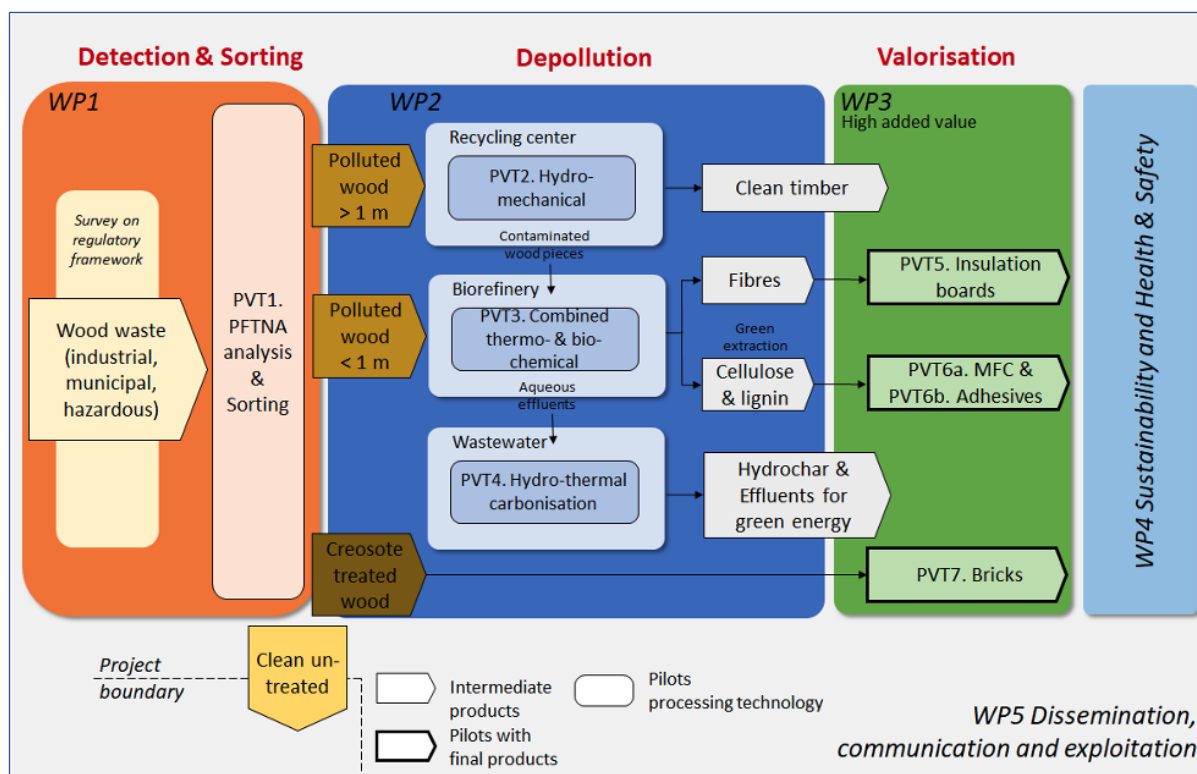 Detection & Sorting
Depollution
Valorisation
WP1
WP2
WP3
High added value
Survey on
regulatory
framework
Wood waste
(industrial,
municipal,
hazardous)
PVT1.
PFTNA
analysis
&
Sorting
Polluted
wood
> 1 m
Recycling center
PVT2. Hydro-
mechanical
Clean timber
Contaminated
wood pieces
Polluted
wood
< 1 m
Biorefinery
PVT3. Combined
thermo- & bio-
chemical
Fibres
PVT5. Insulation
boards
Green
extraction
Cellulose
& lignin
PVT6a. MFC &
PVT6b. Adhesives
Aqueous
effluents
Wastewater
PVT4. Hydro-thermal
carbonisation
Hydrochar &
Effluents for
green energy
Creosote
treated
wood
PVT7. Bricks
WP4 Sustainability and Health & Safety
Project
boundary
Clean un-
treated
Intermediate
products
Pilots
processing technology
Pilots with
final products
WP5 Dissemination,
communication and exploitation